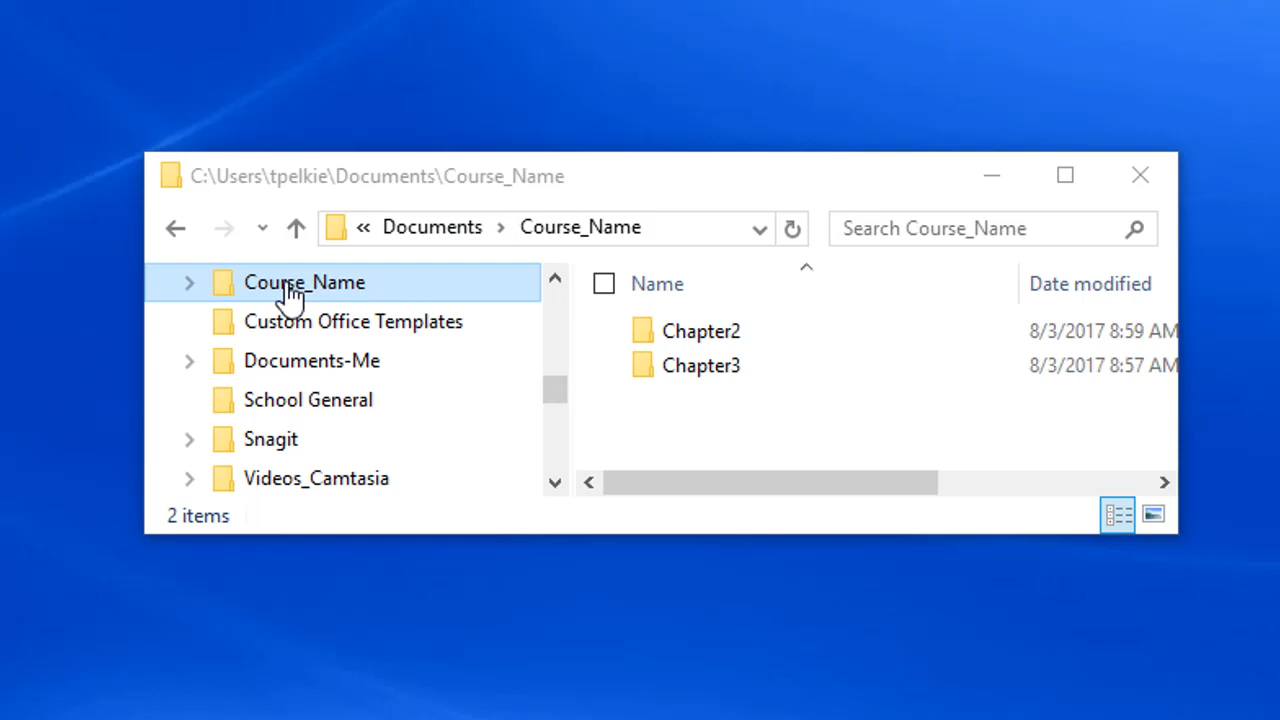 C:\Users\tpelkie\Documents\Course_Name
« Documents > Course_Name
Search Course_Name
Course_Name
Custom Office Templates
Documents-Me
School General
Snagit
Videos_Camtasia
Name
Date modified
Chapter2
8/3/2017 8:59 AM
Chapter3
8/3/2017 8:57 AM
2 items